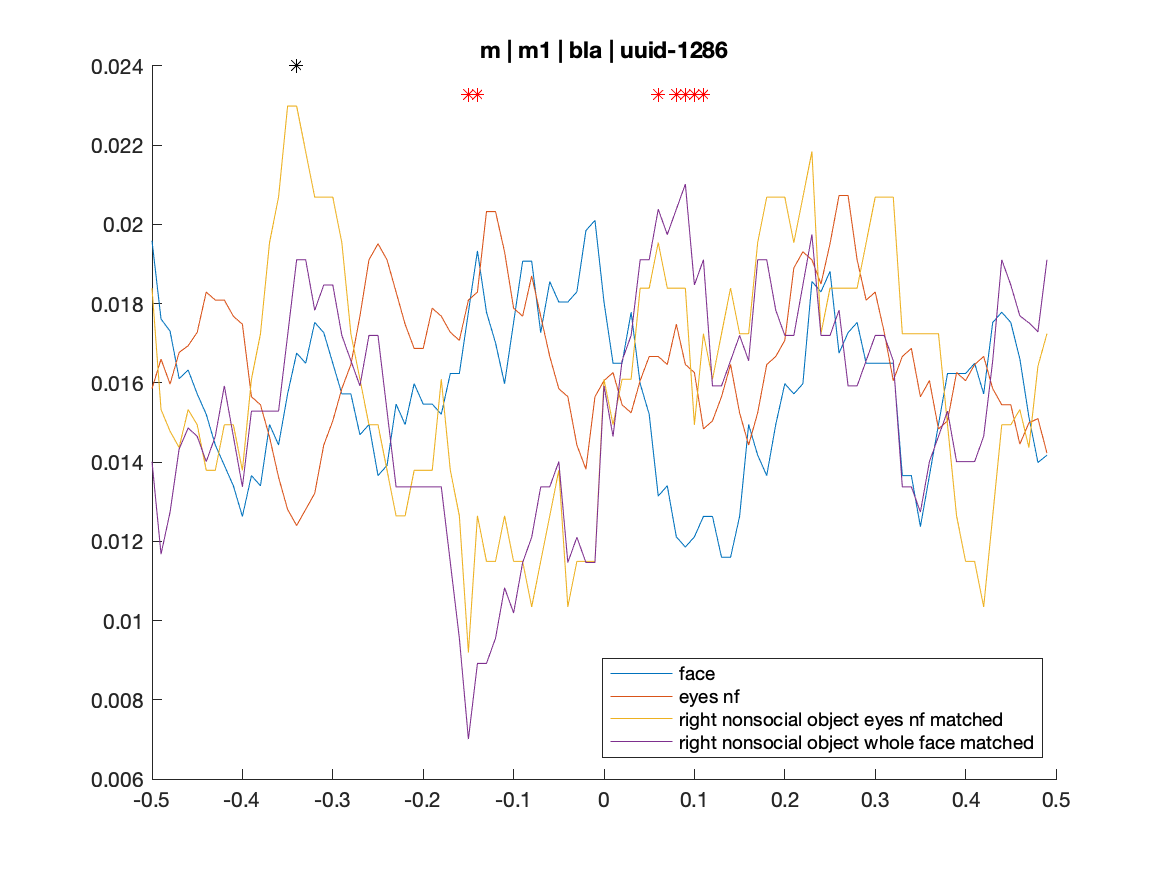 m | m1 | bla | uuid-1286
0.024
0.022
0.02
0.018
0.016
0.014
0.012
0.01
0.008
0.006
-0.5 -0.4 -0.3 -0.2 -0.1 0 0.1 0.2 0.3 0.4 0.5
face
eyes nf
right nonsocial object eyes nf matched
right nonsocial object whole face matched